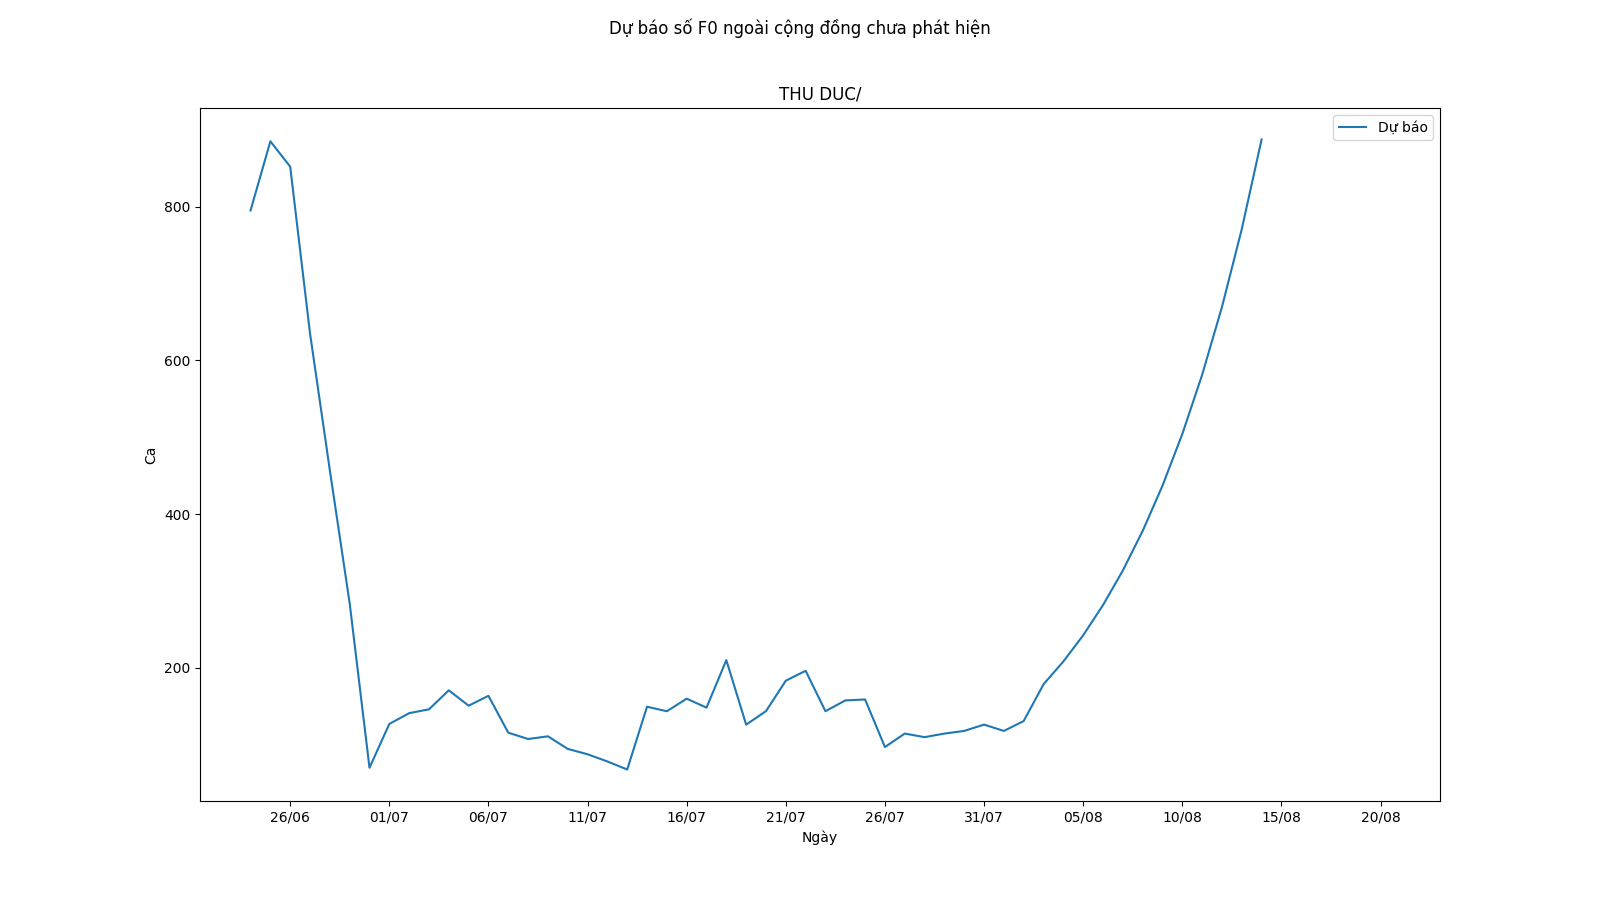 Dự báo số F0 ngoài cộng đồng chưa phát hiện
THU DUC/
Dự báo
800
600
400
200
Ca
26/06 01/07 06/07 11/07 16/07 21/07 26/07 31/07 05/08 10/08 15/08 20/08
Ngày